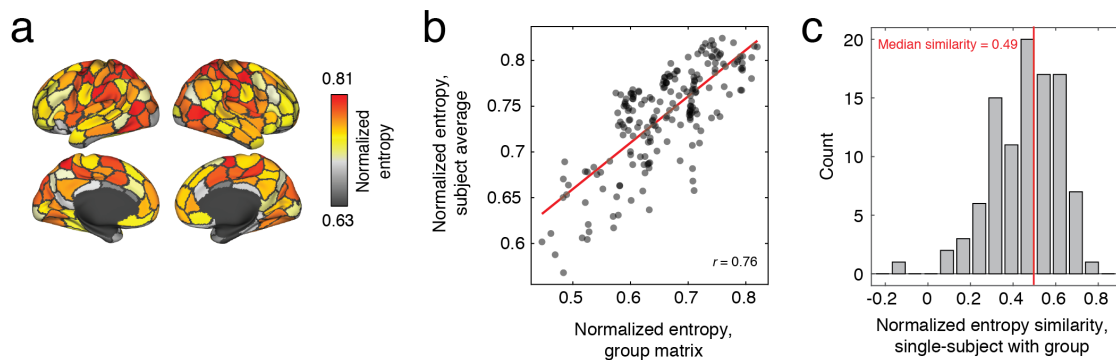 a
0.81
Normalized
entropy
0.63
b
Normalized entropy,
subject average
0.8
0.75
0.7
0.65
0.6
r = 0.76
0.5
0.6
0.7
0.8
Normalized entropy,
group matrix
c
Median similarity = 0.49
Count
20
15
10
5
0
-0.2
0
0.2
0.4
0.6
0.8
Normalized entropy similarity,
single-subject with group